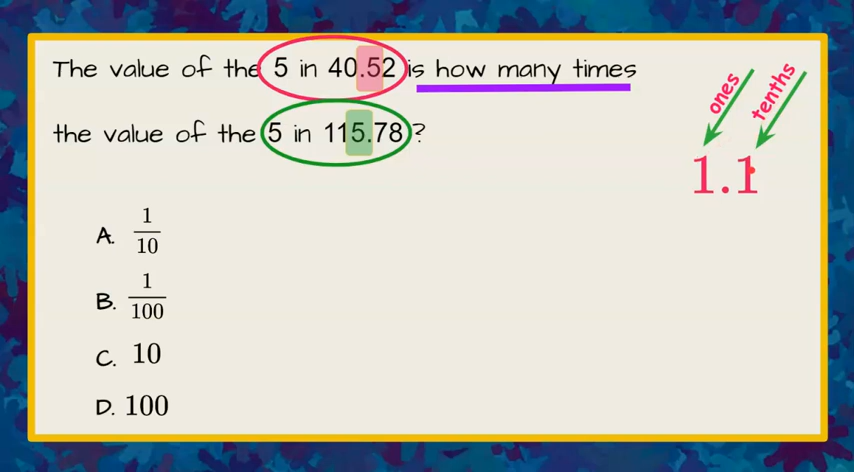 The value of the 5 in 40.52 is how many times
the value of the 5 in 115.78 ?
ones
tenths
1.1
A. 1/10
B. 1/100
C. 10
D. 100